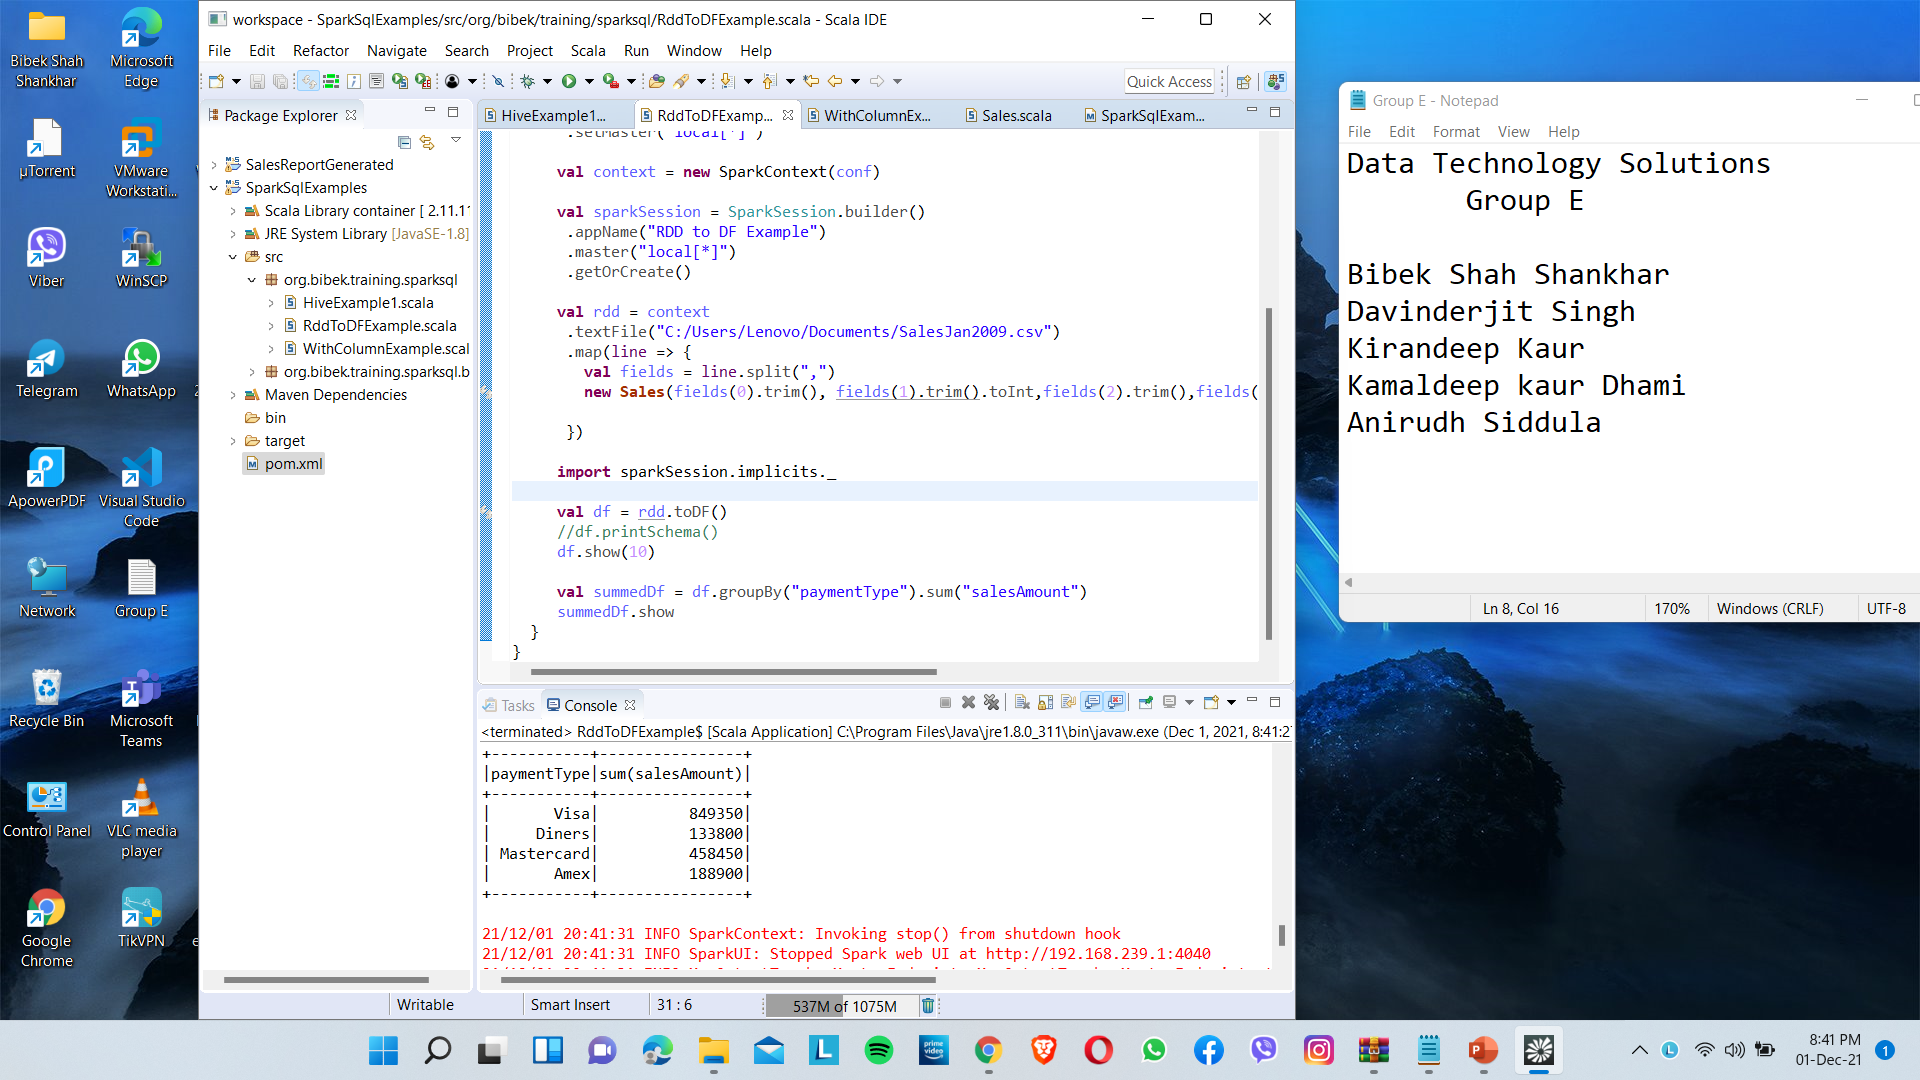 Bibek Shah Shankhar
Microsoft Edge
µTorrent
VMware Workstati...
Viber
WinSCP
Telegram
WhatsApp
ApowerPDF
Visual Studio Code
Network
Group E
Recycle Bin
Microsoft Teams
Control Panel
VLC media player
Google Chrome
TikVPN
workspace - SparkSqlExamples/src/org/bibek/training/sparksql/RddToDFExample.scala - Scala IDE
File Edit Refactor Navigate Search Project Scala Run Window Help
Quick Access
Package Explorer
SalesReportGenerated
SparkSqlExamples
Scala Library container [ 2.11.11
JRE System Library [JavaSE-1.8]
src
org.bibek.training.sparksql
HiveExample1.scala
RddToDFExample.scala
WithColumnExample.scal
org.bibek.training.sparksql.b
Maven Dependencies
bin
target
pom.xml
HiveExample1... RddToDFExamp... WithColumnEx... Sales.scala SparkSqlExam...
.setMaster("local[*]")
val context = new SparkContext(conf)
val sparkSession = SparkSession.builder()
.appName("RDD to DF Example")
.master("local[*]")
.getOrCreate()
val rdd = context
.textFile("C:/Users/Lenovo/Documents/SalesJan2009.csv")
.map(line => {
val fields = line.split(",")
new Sales(fields(0).trim(), fields(1).trim().toInt,fields(2).trim(),fields(
})
import sparkSession.implicits._
val df = rdd.toDF()
//df.printSchema()
df.show(10)
val summedDf = df.groupBy("paymentType").sum("salesAmount")
summedDf.show
}
}
Tasks Console
<terminated> RddToDFExample$ [Scala Application] C:\Program Files\Java\jre1.8.0_311\bin\javaw.exe (Dec 1, 2021, 8:41:2
+-----------+----------------+
|paymentType|sum(salesAmount)|
+-----------+----------------+
|       Visa|          849350|
|     Diners|          133800|
| Mastercard|          458450|
|       Amex|          188900|
+-----------+----------------+
21/12/01 20:41:31 INFO SparkContext: Invoking stop() from shutdown hook
21/12/01 20:41:31 INFO SparkUI: Stopped Spark web UI at http://192.168.239.1:4040
Writable Smart Insert 31 : 6 537M of 1075M
Group E - Notepad
File Edit Format View Help
Data Technology Solutions
Group E
Bibek Shah Shankhar
Davinderjit Singh
Kirandeep Kaur
Kamaldeep kaur Dhami
Anirudh Siddula
Ln 8, Col 16 170% Windows (CRLF) UTF-8
L
prime video
L
8:41 PM
01-Dec-21
1